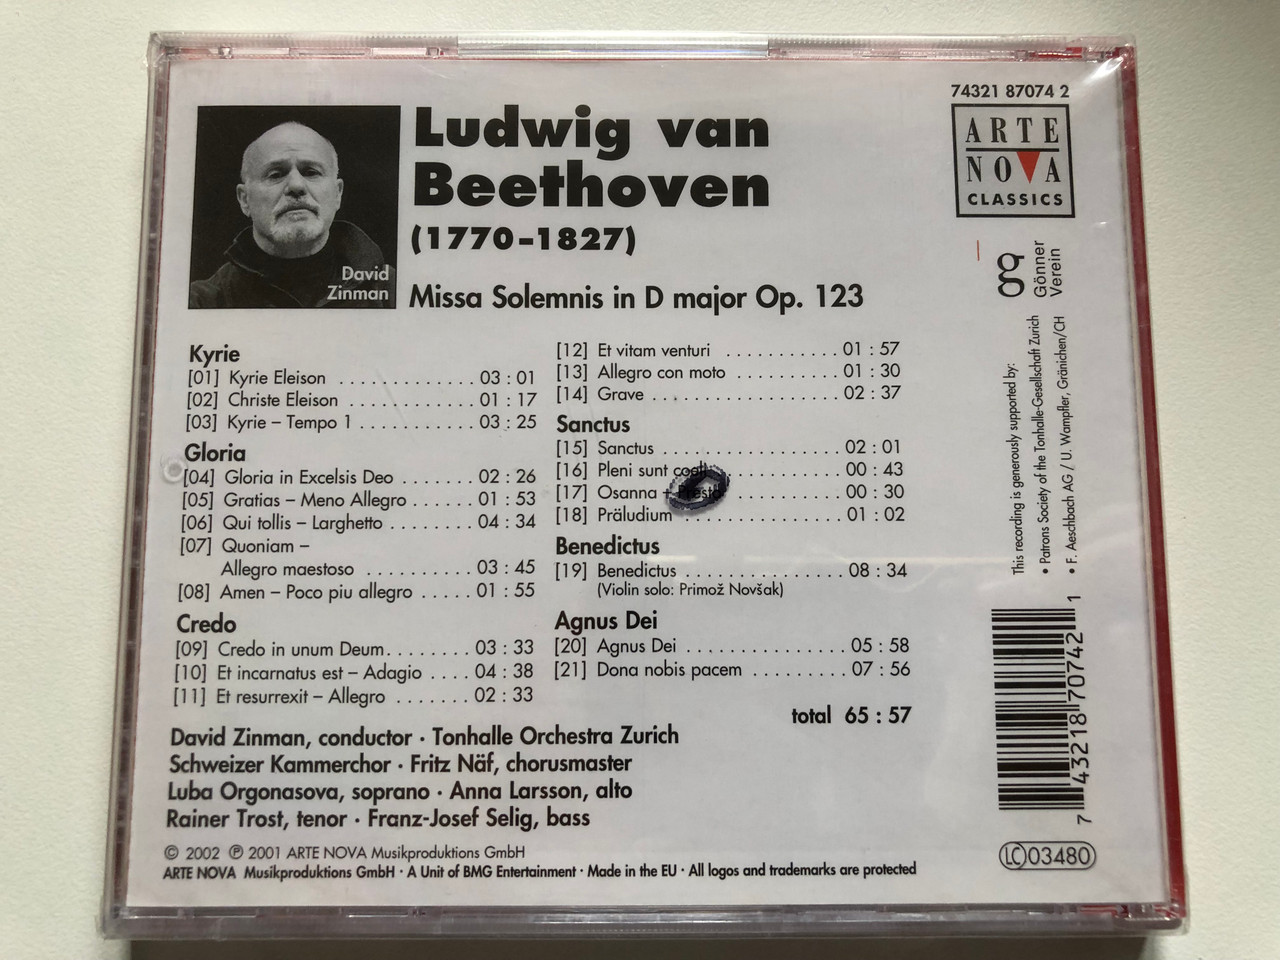 74321 87074 2
ARTE
NOVA
CLASSICS
Ludwig van
Beethoven
(1770-1827)
David
Zinman
Missa Solemnis in D major Op. 123
Kyrie
[01] Kyrie Eleison . . . . . . . . . . . . . 03 : 01
[02] Christe Eleison . . . . . . . . . . . . 01 : 17
[03] Kyrie – Tempo 1 . . . . . . . . . . . 03 : 25
Gloria
[04] Gloria in Excelsis Deo . . . . . . . 02 : 26
[05] Gratias – Meno Allegro . . . . . . 01 : 53
[06] Qui tollis – Larghetto . . . . . . . . 04 : 34
[07] Quoniam –
Allegro maestoso . . . . . . . . . . 03 : 45
[08] Amen – Poco piu allegro . . . . . 01 : 55
Credo
[09] Credo in unum Deum. . . . . . . . 03 : 33
[10] Et incarnatus est – Adagio . . . . 04 : 38
[11] Et resurrexit – Allegro . . . . . . . 02 : 33
[12] Et vitam venturi . . . . . . . . . . . 01 : 57
[13] Allegro con moto . . . . . . . . . . 01 : 30
[14] Grave . . . . . . . . . . . . . . . . . . 02 : 37
Sanctus
[15] Sanctus . . . . . . . . . . . . . . . . . 02 : 01
[16] Pleni sunt coeli . . . . . . . . . . 00 : 43
[17] Osanna – Presto . . . . . . . . . 00 : 30
[18] Präludium . . . . . . . . . . . . . . . 01 : 02
Benedictus
[19] Benedictus . . . . . . . . . . . . . . . 08 : 34
(Violin solo: Primož Novšak)
Agnus Dei
[20] Agnus Dei . . . . . . . . . . . . . . . 05 : 58
[21] Dona nobis pacem . . . . . . . . . 07 : 56
total 65 : 57
David Zinman, conductor · Tonhalle Orchestra Zurich
Schweizer Kammerchor · Fritz Näf, chorusmaster
Luba Orgonasova, soprano · Anna Larsson, alto
Rainer Trost, tenor · Franz-Josef Selig, bass
© 2002 ℗ 2001 ARTE NOVA Musikproduktions GmbH
ARTE NOVA Musikproduktions GmbH · A Unit of BMG Entertainment · Made in the EU · All logos and trademarks are protected
g
Gönner
Verein
This recording is generously supported by:
• Patrons Society of the Tonhalle-Gesellschaft Zurich
• F. Aeschbach AG / U. Wampfler, Gränichen/CH
7 43218 70742 1
LC 03480